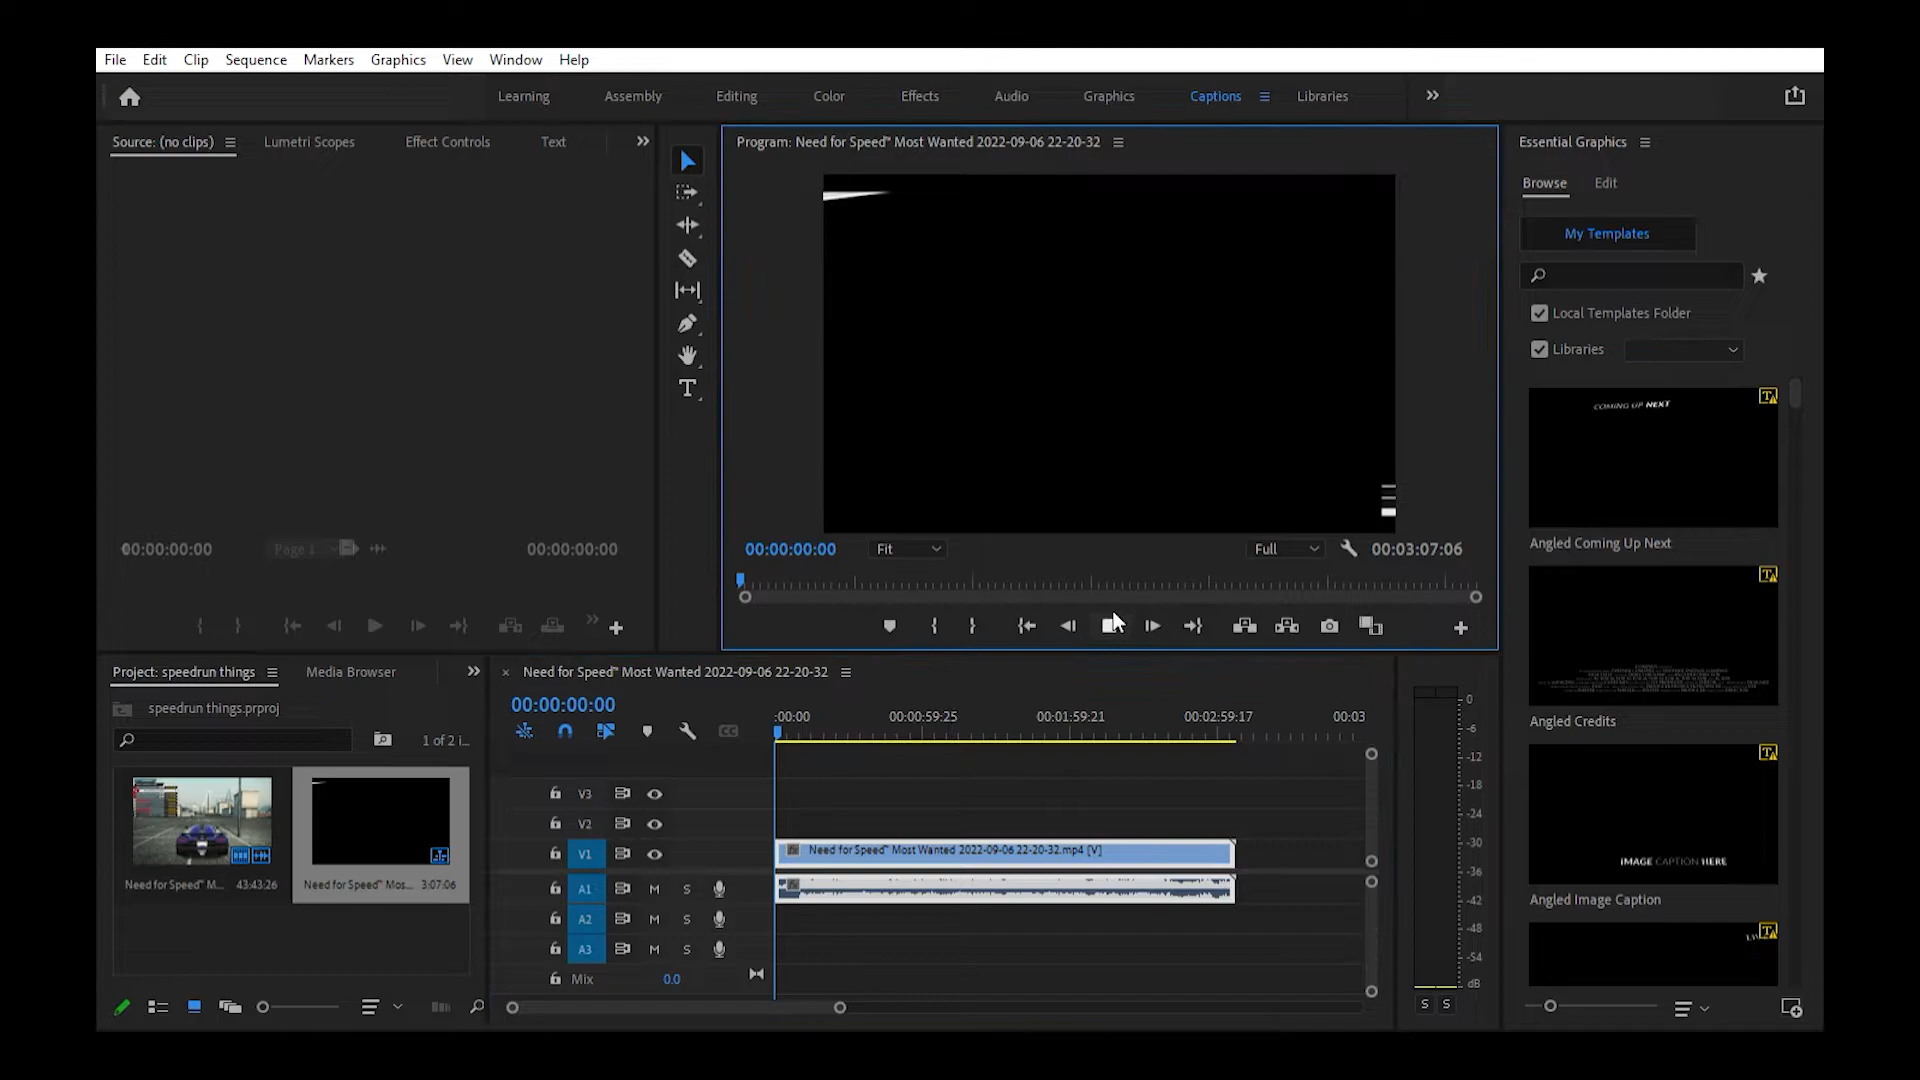 File Edit Clip Sequence Markers Graphics View Window Help
Learning Assembly Editing Color Effects Audio Graphics Captions Libraries
Source: (no clips) Lumetri Scopes Effect Controls Text
Program: Need for Speed™ Most Wanted 2022-09-06 22-20-32
Essential Graphics
Browse Edit
My Templates
Local Templates Folder
Libraries
COMING UP NEXT
Angled Coming Up Next
Angled Credits
IMAGE CAPTION HERE
Angled Image Caption
00:00:00:00 Page 1 00:00:00:00
00:00:00:00 Fit Full 00:03:07:06
Project: speedrun things Media Browser
speedrun things.prproj
1 of 2 i...
Need for Speed™ M... 43:43:26
Need for Speed™ Mos... 3:07:06
× Need for Speed™ Most Wanted 2022-09-06 22-20-32
00:00:00:00
:00:00 00:00:59:25 00:01:59:21 00:02:59:17 00:03
V3
V2
V1 Need for Speed™ Most Wanted 2022-09-06 22-20-32.mp4 [V]
A1 M S
A2 M S
A3 M S
Mix 0.0
0
-6
-12
-18
-24
-30
-36
-42
-48
-54
dB
S S